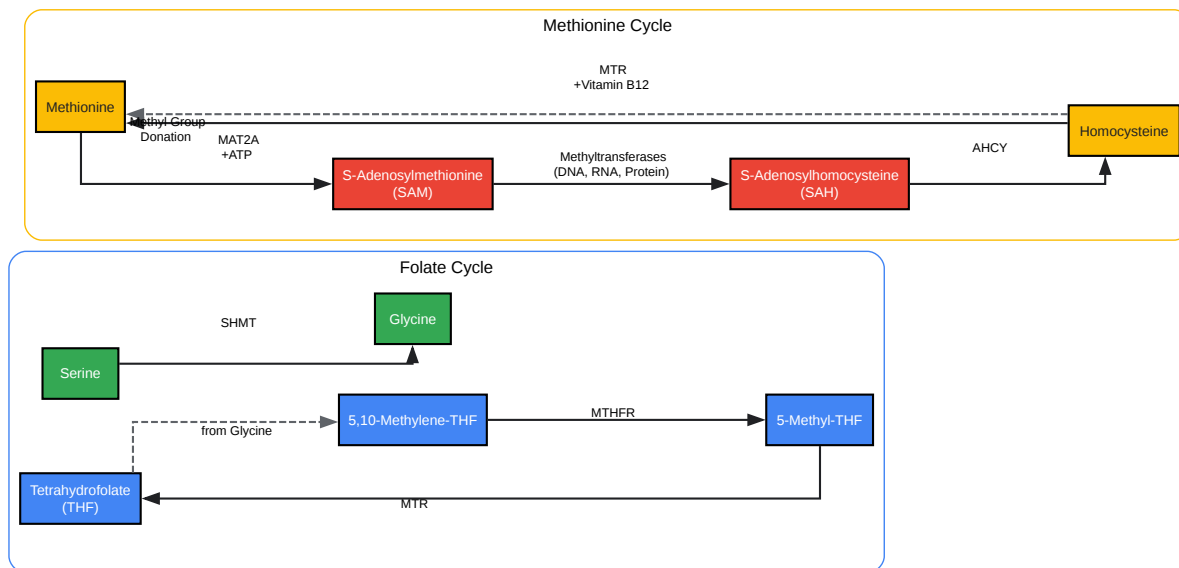 Methionine Cycle
MTR
+Vitamin B12
Methionine
Methyl Group
Donation
MAT2A
+ATP
Homocysteine
S-Adenosylmethionine
(SAM)
Methyltransferases
(DNA, RNA, Protein)
S-Adenosylhomocysteine
(SAH)
AHCY
Folate Cycle
SHMT
Glycine
Serine
from Glycine
5,10-Methylene-THF
MTHFR
5-Methyl-THF
Tetrahydrofolate
(THF)
MTR